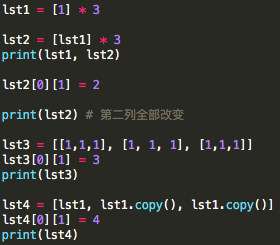 lst1 = [1] * 3
lst2 = [lst1] * 3
print(lst1, lst2)
lst2[0][1] = 2
print(lst2) # 第二列全部改变
lst3 = [[1,1,1], [1, 1, 1], [1,1,1]]
lst3[0][1] = 3
print(lst3)
lst4 = [lst1, lst1.copy(), lst1.copy()]
lst4[0][1] = 4
print(lst4)